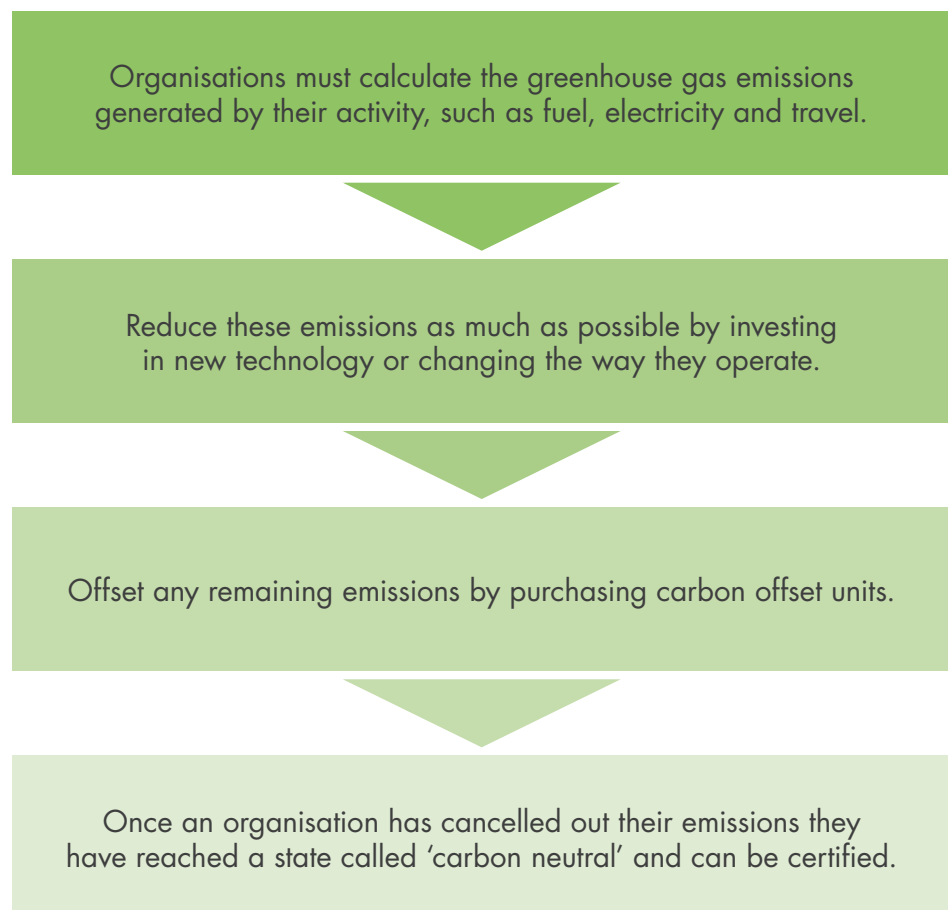 Organisations must calculate the greenhouse gas emissions
generated by their activity, such as fuel, electricity and travel.
Reduce these emissions as much as possible by investing
in new technology or changing the way they operate.
Offset any remaining emissions by purchasing carbon offset units.
Once an organisation has cancelled out their emissions they
have reached a state called ‘carbon neutral’ and can be certified.